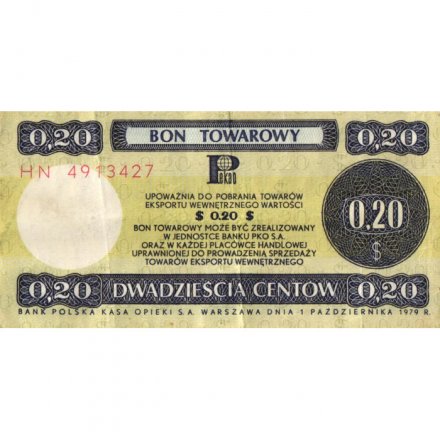 0,20 BON TOWAROWY 0,20
HN 4913427
Pekao
UPOWAŻNIA DO POBRANIA TOWARÓW
EKSPORTU WEWNĘTRZNEGO WARTOŚCI
$ 0.20 $
BON TOWAROWY MOŻE BYĆ ZREALIZOWANY
W JEDNOSTCE BANKU PKO S.A.
ORAZ W KAŻDEJ PLACÓWCE HANDLOWEJ
UPRAWNIONEJ DO PROWADZENIA SPRZEDAŻY
TOWARÓW EKSPORTU WEWNĘTRZNEGO
0,20
$
0,20 DWADZIEŚCIA CENTÓW 0,20
BANK POLSKA KASA OPIEKI S.A. WARSZAWA DNIA 1 PAŹDZIERNIKA 1979 R.